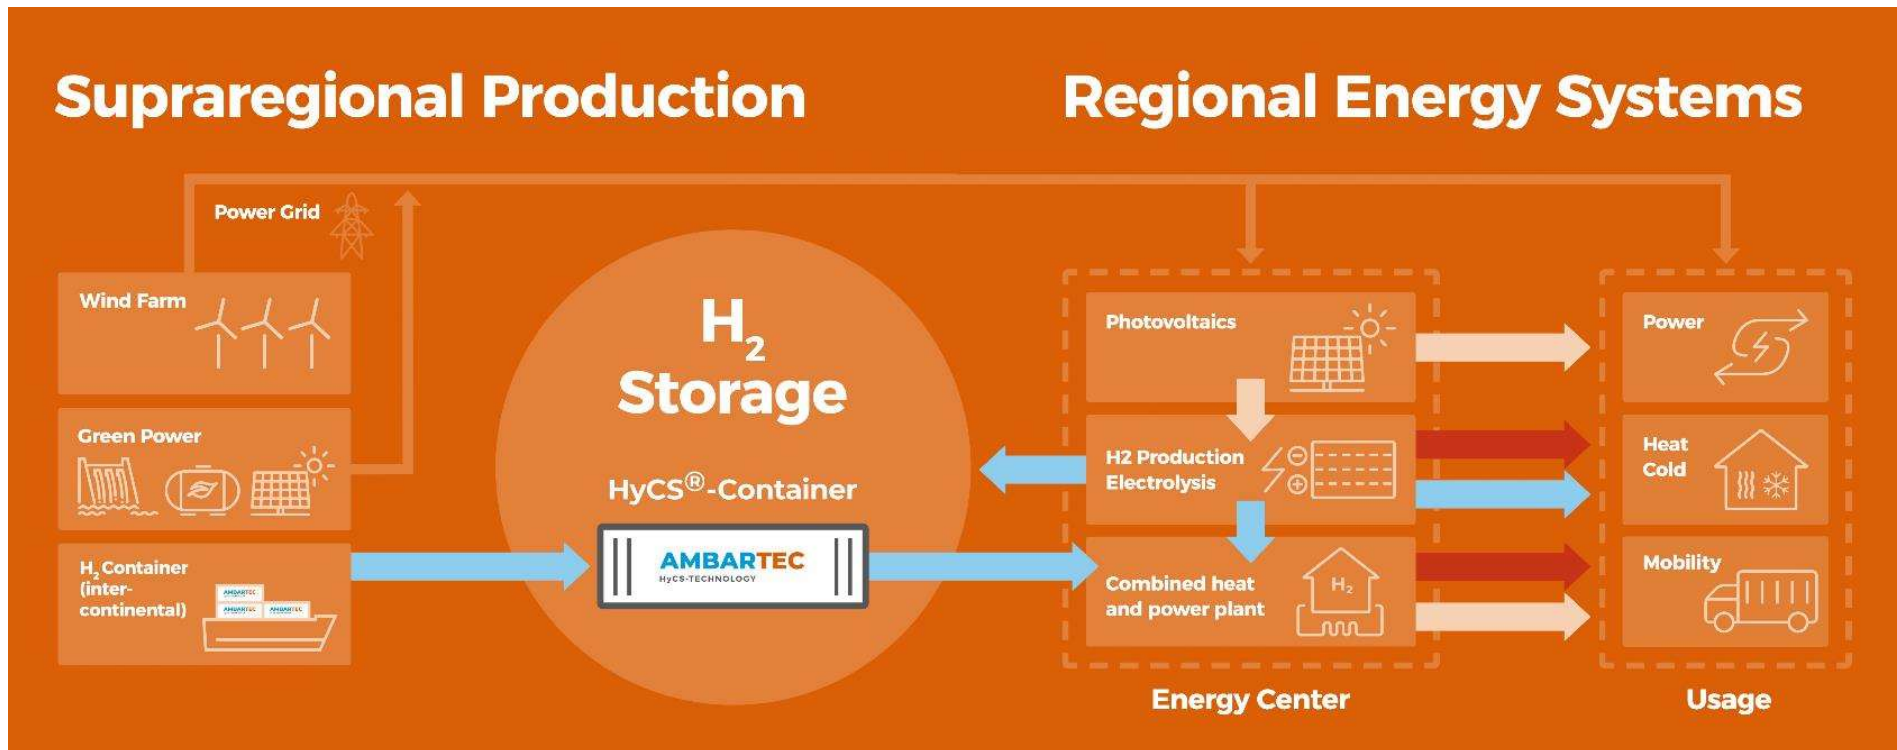 Supraregional Production
Regional Energy Systems
Power Grid
Wind Farm
Green Power
H₂ Container
(inter-
continental)
AMBARTEC
AMBARTEC
AMBARTEC
H₂
Storage
HyCS®-Container
AMBARTEC
HyCS-TECHNOLOGY
Photovoltaics
H2 Production
Electrolysis
Combined heat
and power plant
H₂
Energy Center
Power
Heat
Cold
Mobility
Usage